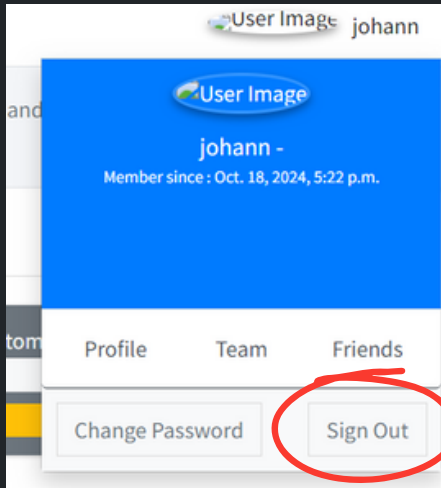 User Image johann
and
User Image
johann -
Member since : Oct. 18, 2024, 5:22 p.m.
tom
Profile Team Friends
Change Password Sign Out